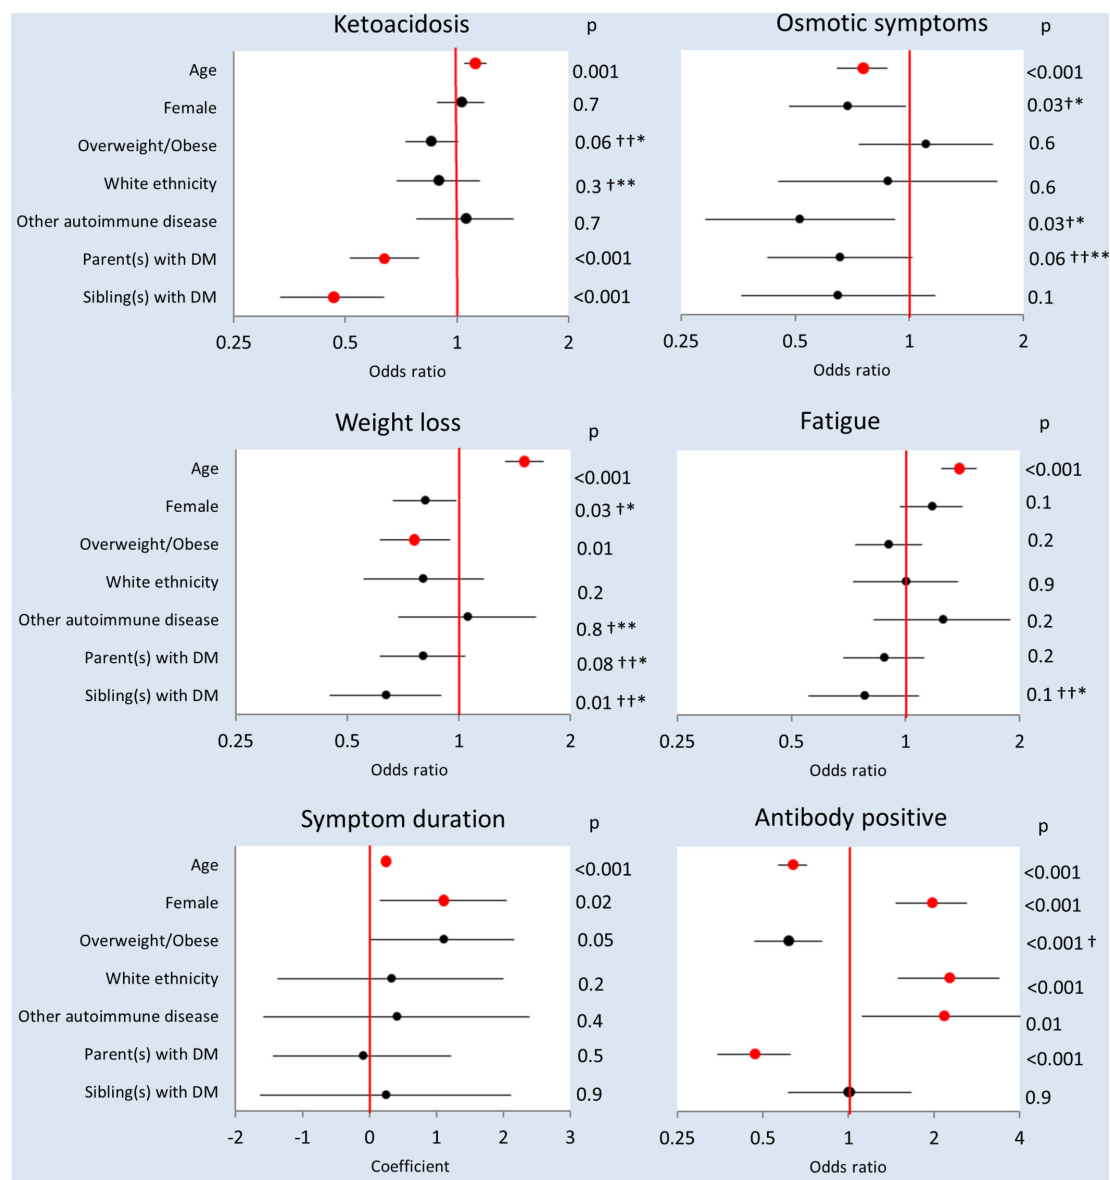 Ketoacidosis p
Age 0.001
Female 0.7
Overweight/Obese 0.06 ††*
White ethnicity 0.3 †**
Other autoimmune disease 0.7
Parent(s) with DM <0.001
Sibling(s) with DM <0.001
0.25 0.5 1 2
Odds ratio
Osmotic symptoms p
<0.001
0.03†*
0.6
0.6
0.03†*
0.06 ††**
0.1
0.25 0.5 1 2
Odds ratio
Weight loss p
Age <0.001
Female 0.03 †*
Overweight/Obese 0.01
White ethnicity 0.2
Other autoimmune disease 0.8 †**
Parent(s) with DM 0.08 ††*
Sibling(s) with DM 0.01 ††*
0.25 0.5 1 2
Odds ratio
Fatigue p
<0.001
0.1
0.2
0.9
0.2
0.2
0.1 ††*
0.25 0.5 1 2
Odds ratio
Symptom duration p
Age <0.001
Female 0.02
Overweight/Obese 0.05
White ethnicity 0.2
Other autoimmune disease 0.4
Parent(s) with DM 0.5
Sibling(s) with DM 0.9
-2 -1 0 1 2 3
Coefficient
Antibody positive p
<0.001
<0.001
<0.001 †
<0.001
0.01
<0.001
0.9
0.25 0.5 1 2 4
Odds ratio